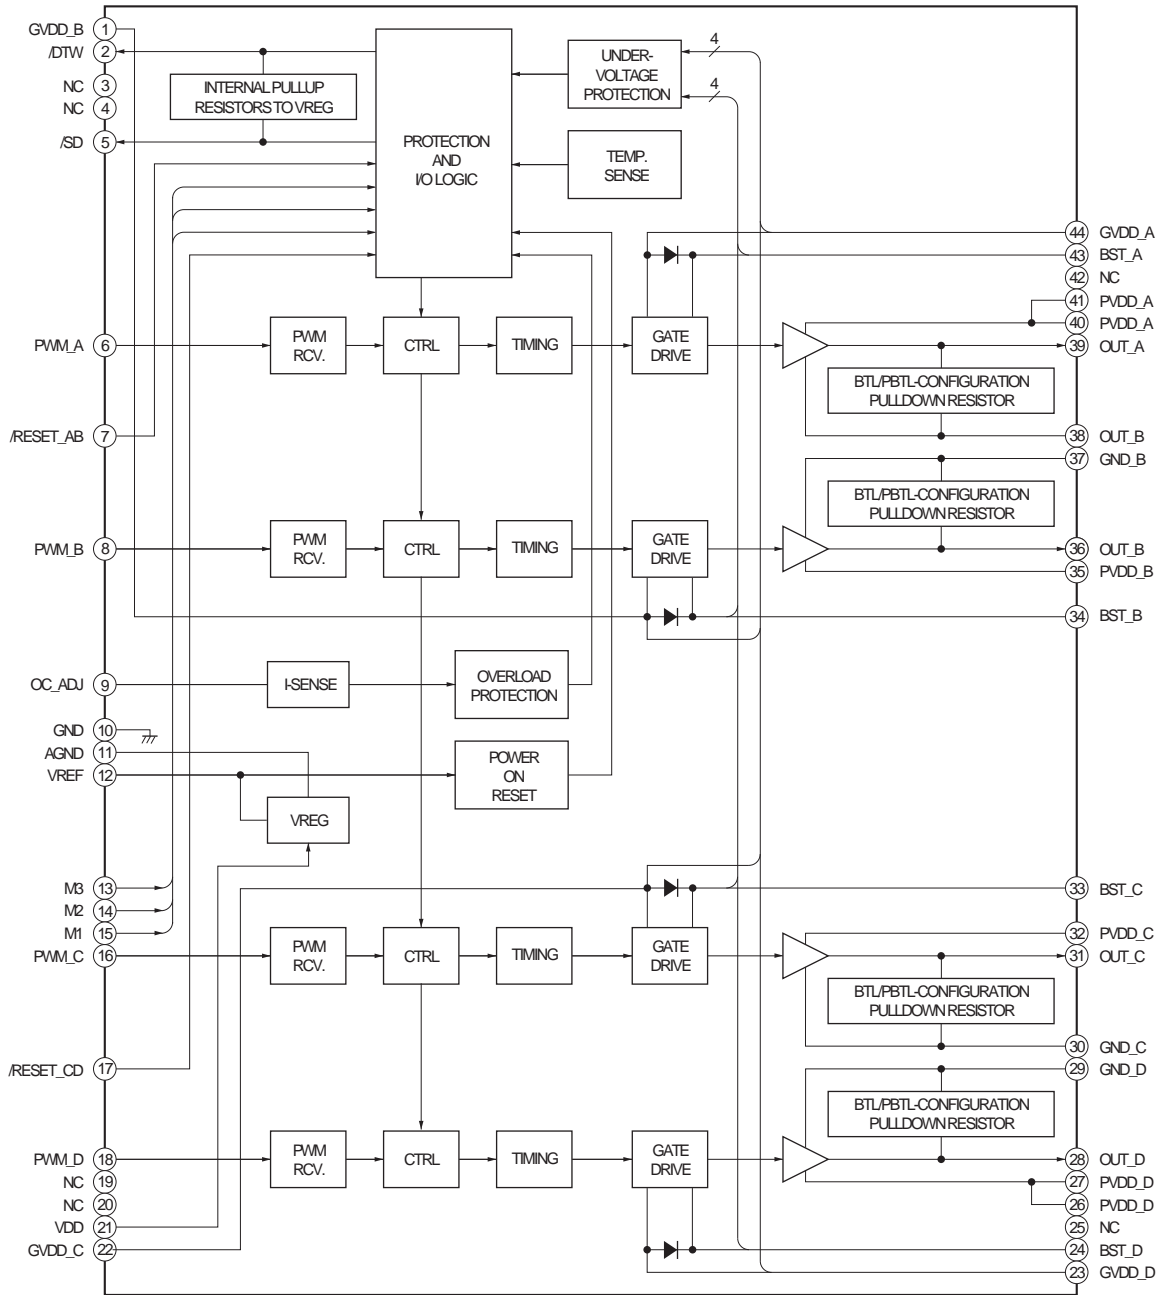 GVDD_B 1
/DTW 2
NC 3
NC 4
/SD 5
PWM_A 6
/RESET_AB 7
PWM_B 8
OC_ADJ 9
GND 10
AGND 11
VREF 12
M3 13
M2 14
M1 15
PWM_C 16
/RESET_CD 17
PWM_D 18
NC 19
NC 20
VDD 21
GVDD_C 22
INTERNAL PULLUP
RESISTORS TO VREG
PROTECTION
AND
I/O LOGIC
UNDER-
VOLTAGE
PROTECTION
4
4
TEMP.
SENSE
PWM
RCV.
CTRL
TIMING
GATE
DRIVE
BTL/PBTL-CONFIGURATION
PULLDOWN RESISTOR
BTL/PBTL-CONFIGURATION
PULLDOWN RESISTOR
PWM
RCV.
CTRL
TIMING
GATE
DRIVE
I-SENSE
OVERLOAD
PROTECTION
POWER
ON
RESET
VREG
PWM
RCV.
CTRL
TIMING
GATE
DRIVE
BTL/PBTL-CONFIGURATION
PULLDOWN RESISTOR
BTL/PBTL-CONFIGURATION
PULLDOWN RESISTOR
PWM
RCV.
CTRL
TIMING
GATE
DRIVE
44 GVDD_A
43 BST_A
42 NC
41 PVDD_A
40 PVDD_A
39 OUT_A
38 OUT_B
37 GND_B
36 OUT_B
35 PVDD_B
34 BST_B
33 BST_C
32 PVDD_C
31 OUT_C
30 GND_C
29 GND_D
28 OUT_D
27 PVDD_D
26 PVDD_D
25 NC
24 BST_D
23 GVDD_D